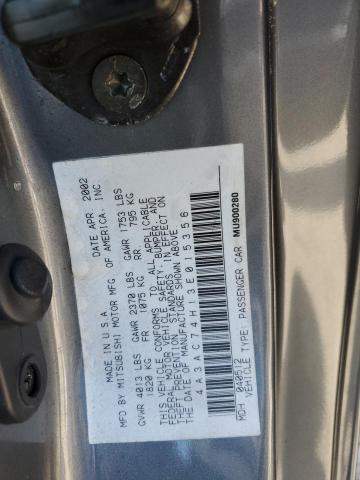 MADE IN U.S.A. DATE APR. 2002
MFD BY MITSUBISHI MOTOR MFG OF AMERICA, INC.
GVWR 4013 LBS GAWR 2370 LBS GAWR 1753 LBS
1820 KG FR 1075 KG RR 795 KG
THIS VEHICLE CONFORMS TO ALL APPLICABLE
FEDERAL MOTOR VEHICLE SAFETY, BUMPER, AND
THEFT PREVENTION STANDARDS IN EFFECT ON
THE DATE OF MANUFACTURE SHOWN ABOVE
4A3AC74H13E015356
MDH 040512 MU900280
VEHICLE TYPE: PASSENGER CAR